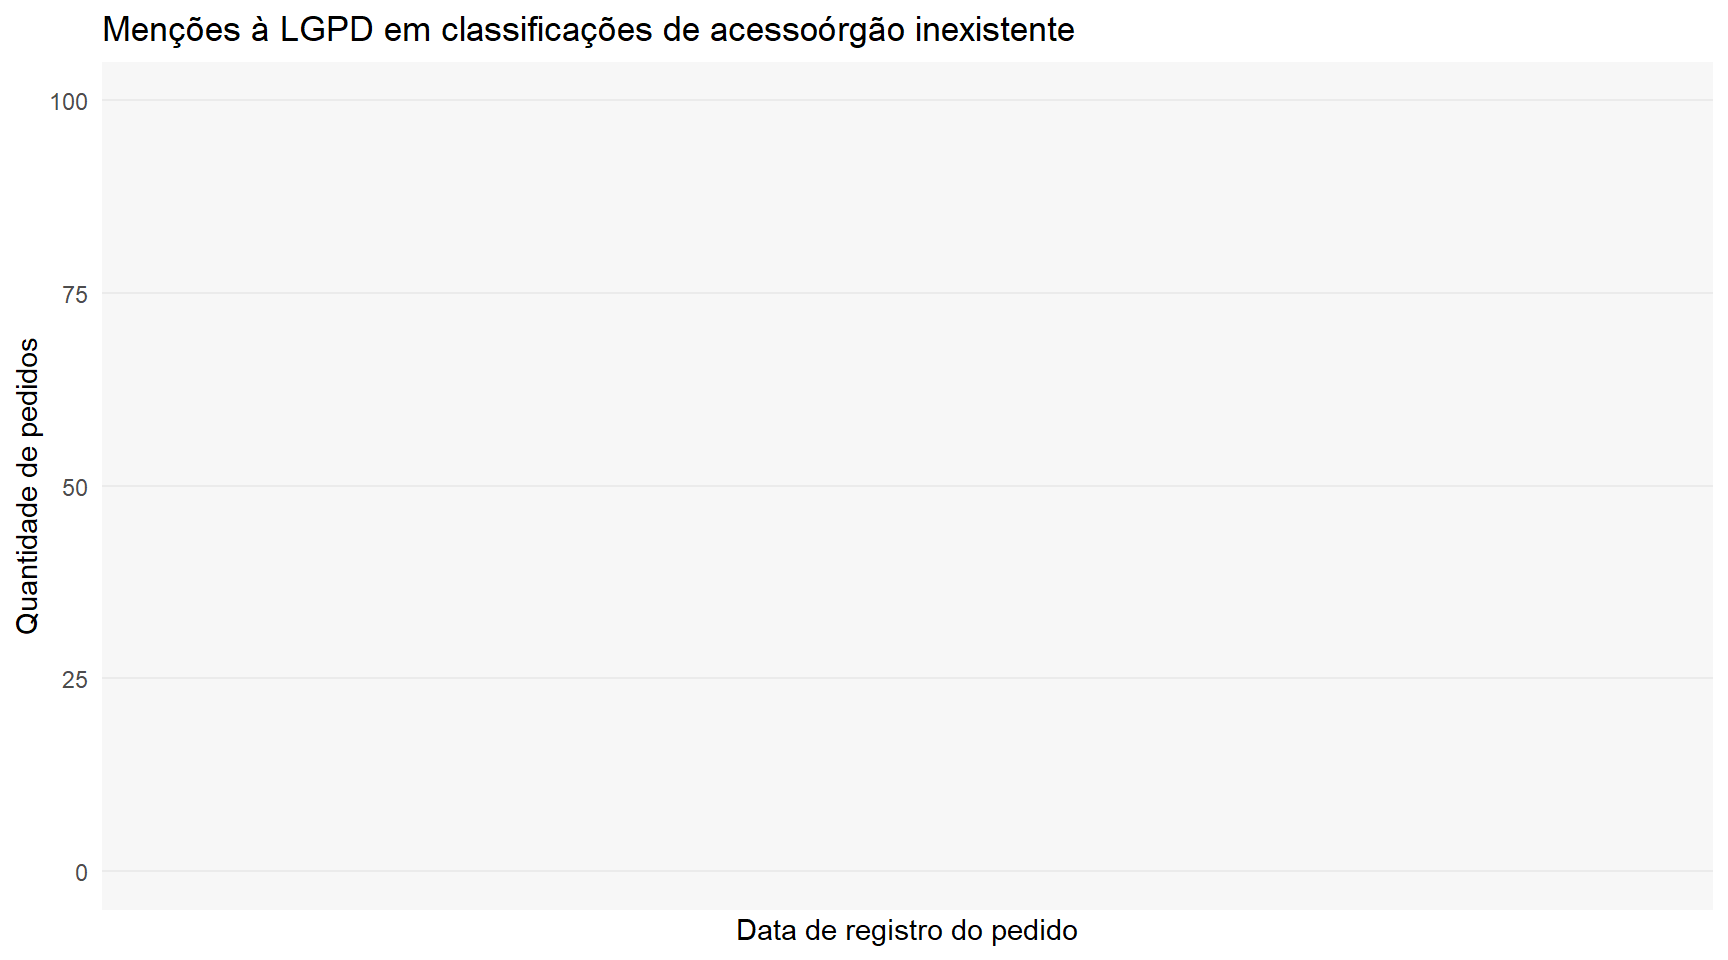 Menções à LGPD em classificações de acessoórgão inexistente
100
75
50
25
0
Quantidade de pedidos
Data de registro do pedido